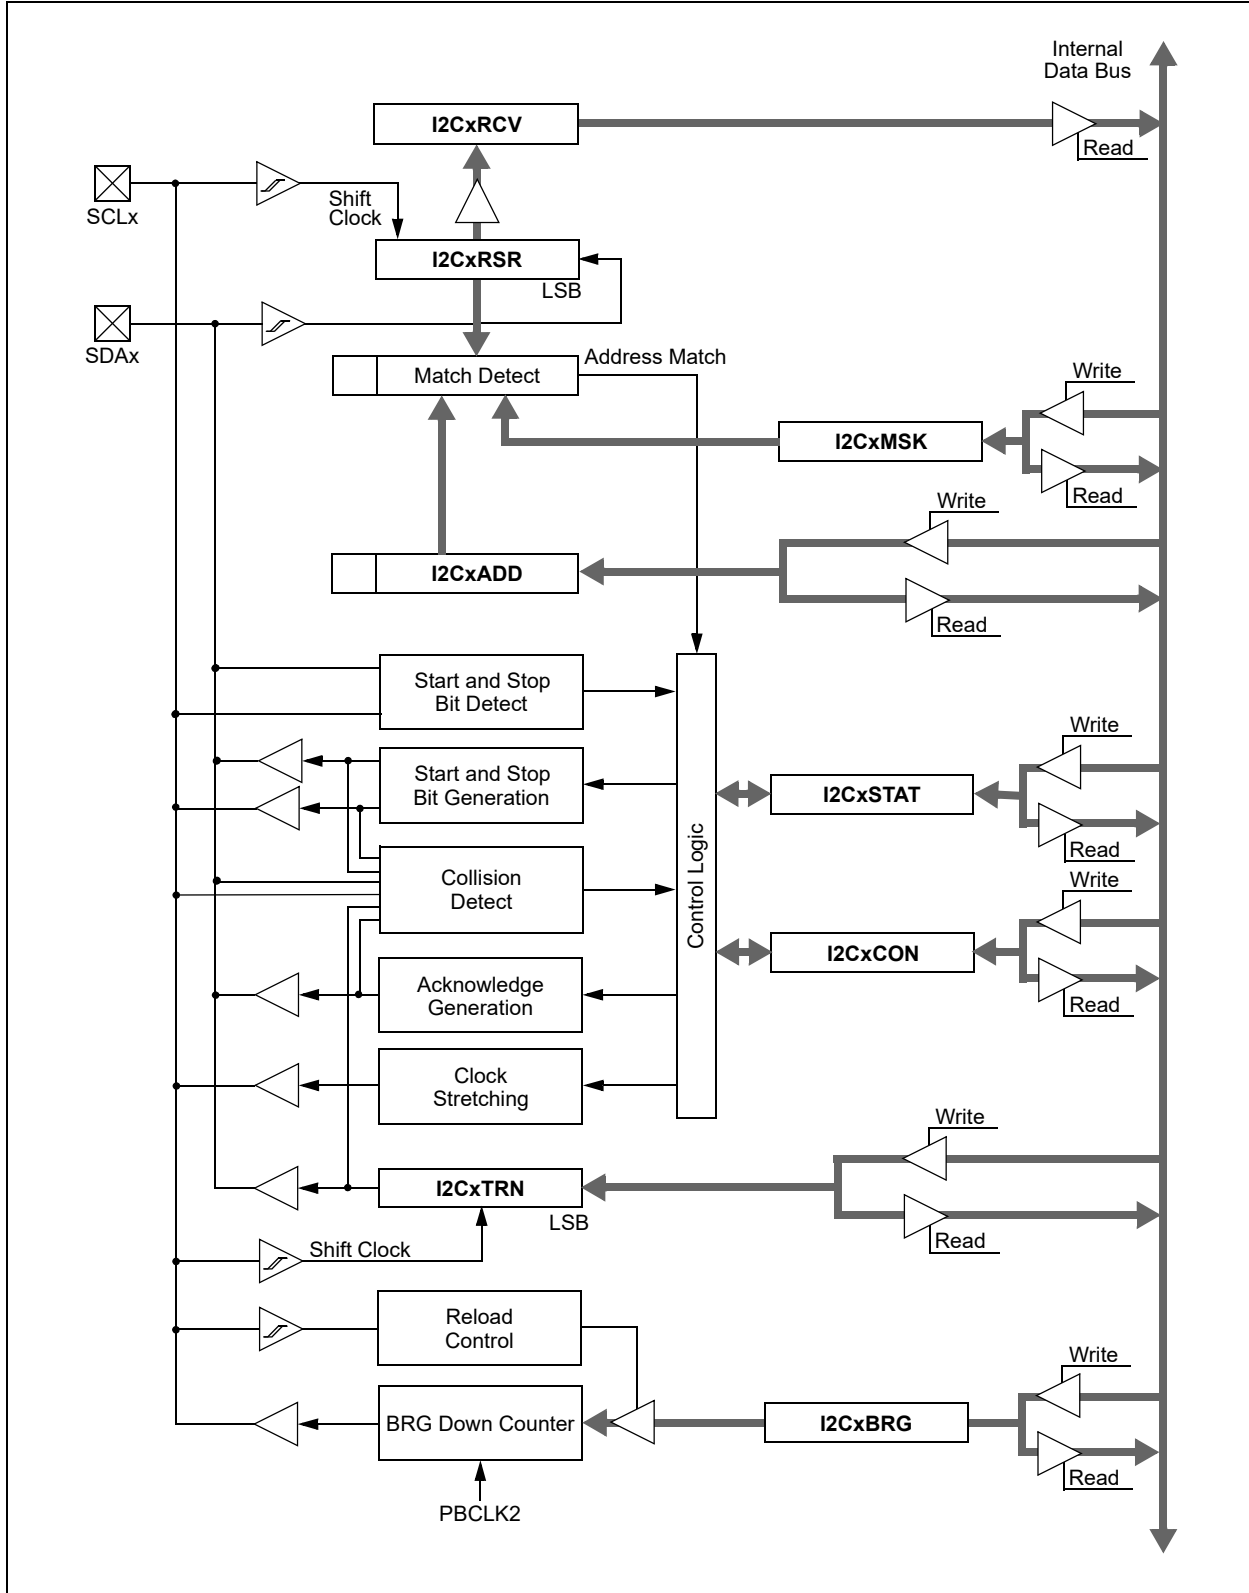 Internal
Data Bus
I2CxRCV
Read
SCLx
Shift
Clock
I2CxRSR
LSB
SDAx
Address Match
Match Detect
Write
I2CxMSK
Read
Write
I2CxADD
Read
Start and Stop
Bit Detect
Write
Start and Stop
Bit Generation
I2CxSTAT
Read
Control Logic
Collision
Detect
Write
I2CxCON
Read
Acknowledge
Generation
Clock
Stretching
Write
I2CxTRN
LSB
Read
Shift Clock
Reload
Control
Write
BRG Down Counter
I2CxBRG
Read
PBCLK2